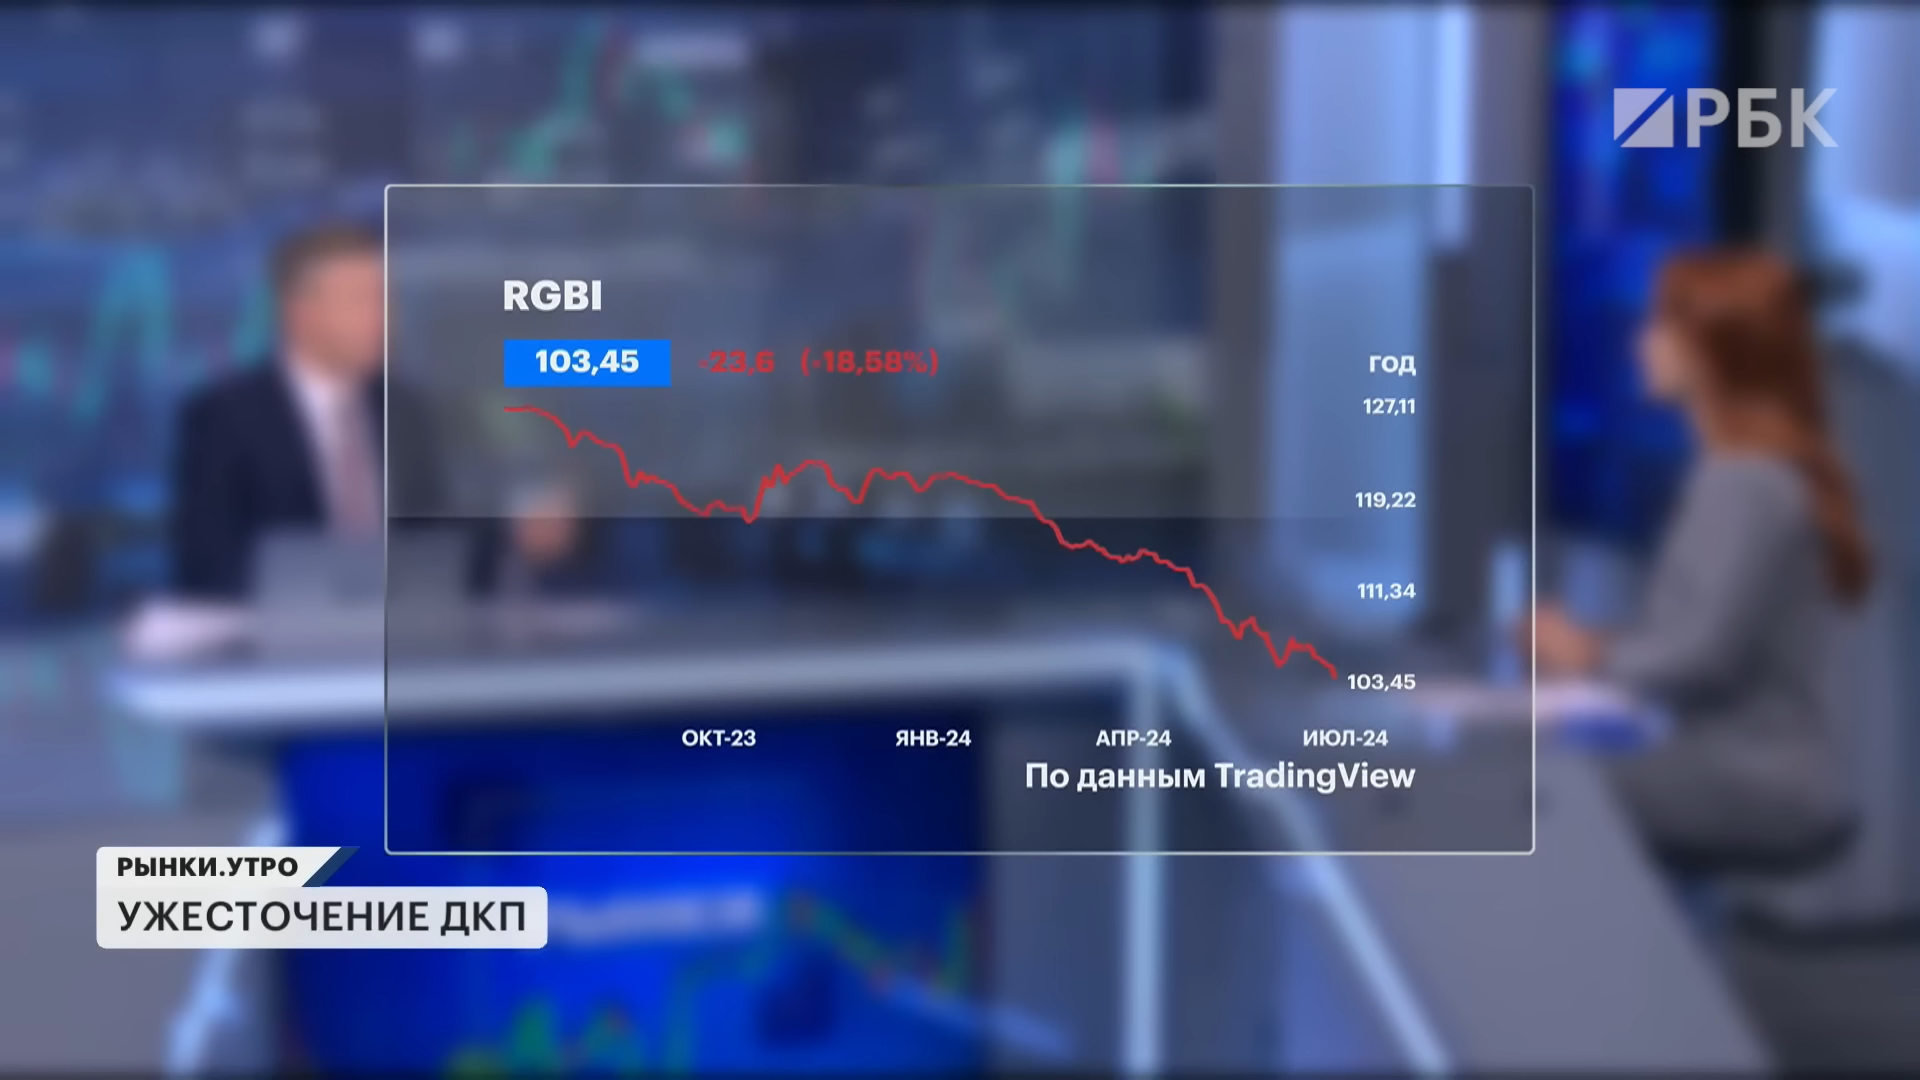 РБК
RGBI
103,45 -23,6 (-18,58%)
ГОД
127,11
119,22
111,34
103,45
ОКТ-23 ЯНВ-24 АПР-24 ИЮЛ-24
По данным TradingView
РЫНКИ.УТРО
УЖЕСТОЧЕНИЕ ДКП